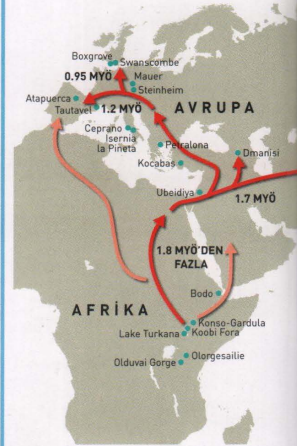 Boxgrove
Swanscombe
0.95 MYÖ
Mauer
Steinheim
Atapuerca
Tautavel
1.2 MYÖ
AVRUPA
Ceprano
Isernia
la Pineta
Petralona
Dmanisi
Kocabaş
Ubeidiya
1.7 MYÖ
1.8 MYÖ'DEN
FAZLA
Bodo
AFRİKA
Konso-Gardula
Lake Turkana
Koobi Fora
Olorgesailie
Olduvai Gorge